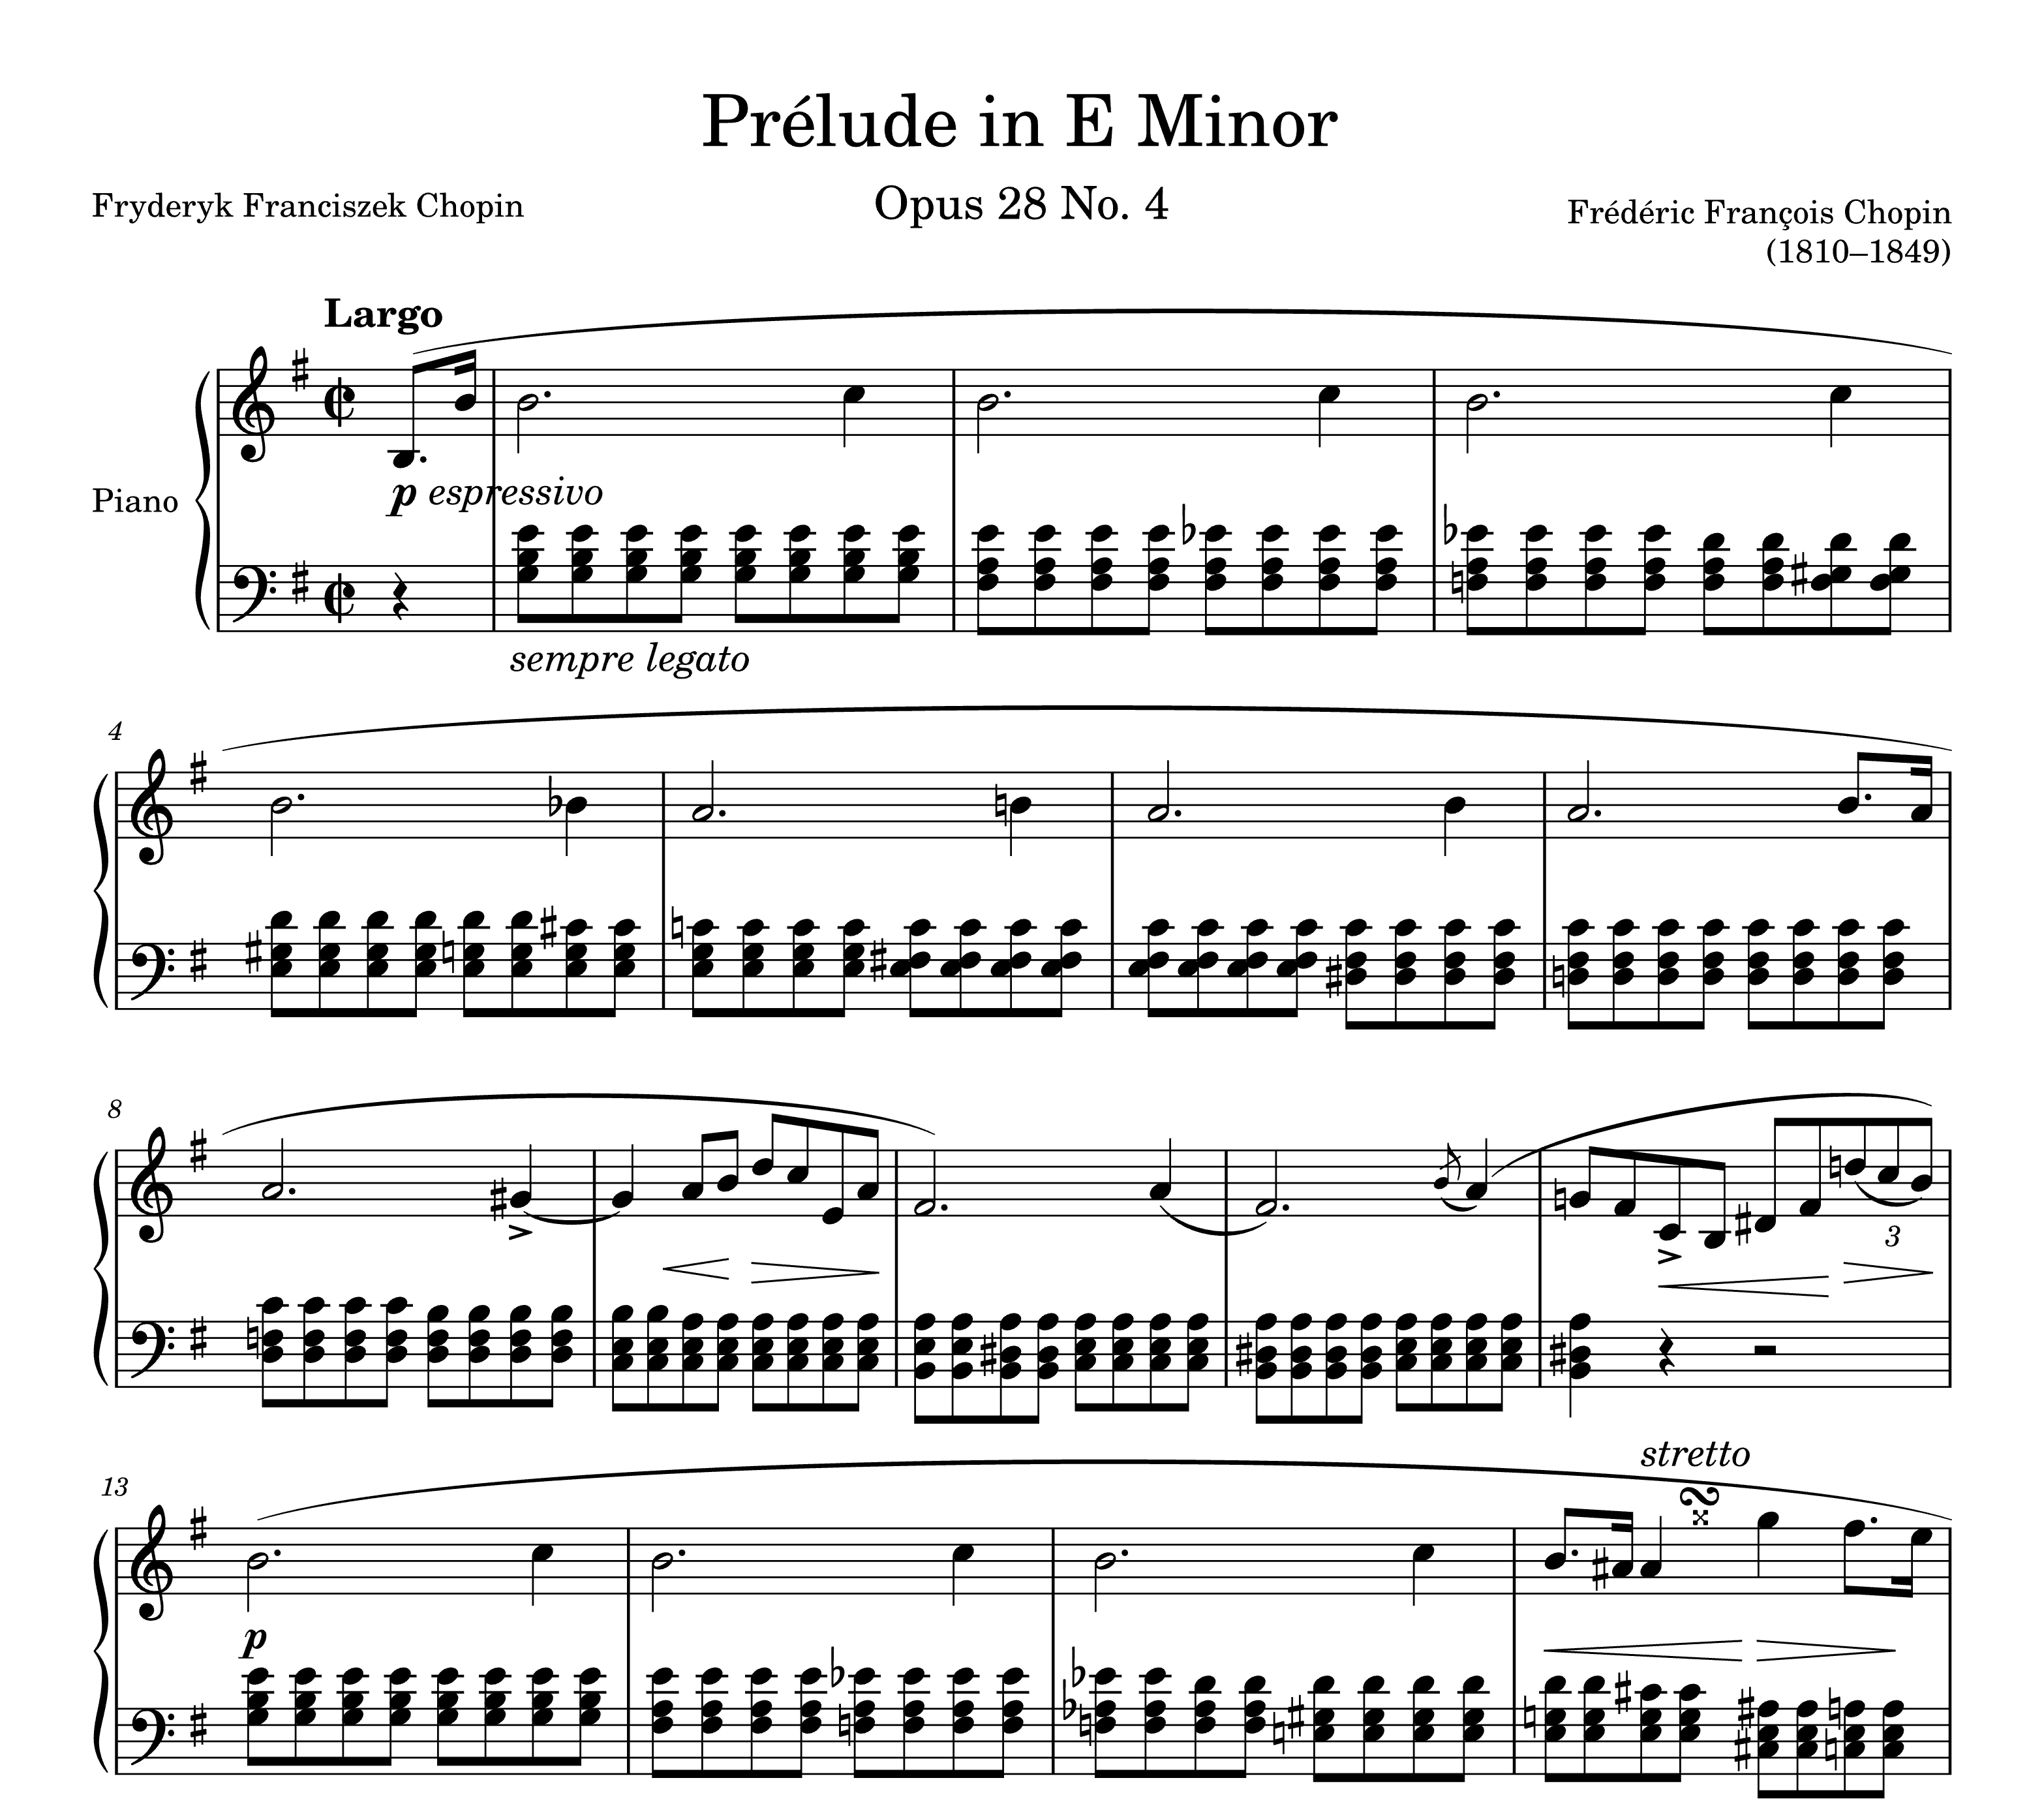 Prélude in E Minor
Fryderyk Franciszek Chopin
Opus 28 No. 4
Frédéric François Chopin
(1810–1849)
Largo
Piano
p espressivo
sempre legato
4
8
3
stretto
13
p